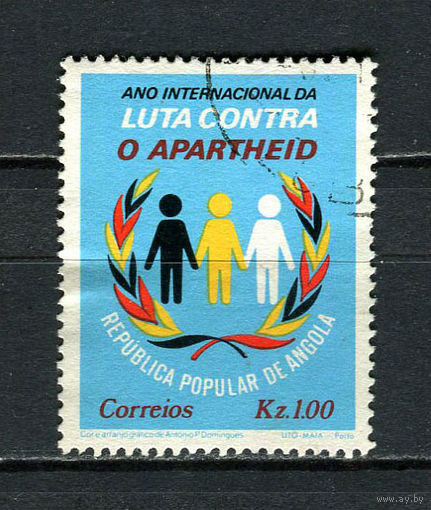 ANO INTERNACIONAL DA
LUTA CONTRA
O APARTHEID
REPÚBLICA POPULAR DE ANGOLA
Correios Kz.1.00
Cor e arranjo gráfico de António P. Domingues LITO-MAIA - Porto
www.ay.by